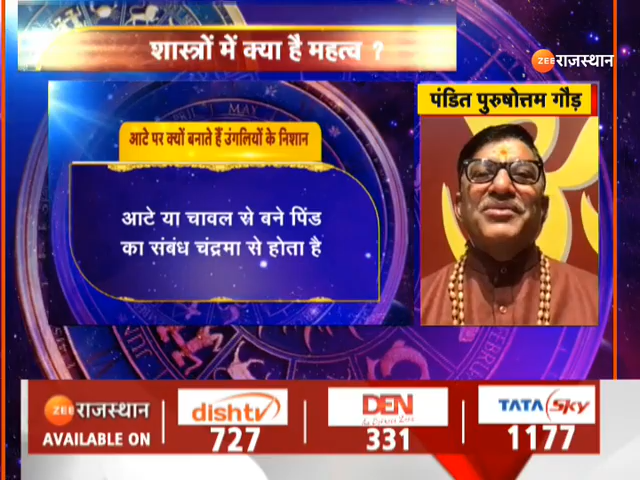 शास्त्रों में क्या है महत्व ?
ZEE राजस्थान
पंडित पुरुषोत्तम गौड़
आटे पर क्यों बनाते हैं उंगलियों के निशान
आटे या चावल से बने पिंड
का संबंध चंद्रमा से होता है
MAY
ZEE राजस्थान
AVAILABLE ON
dishtv
727
DEN
331
TATA Sky
1177